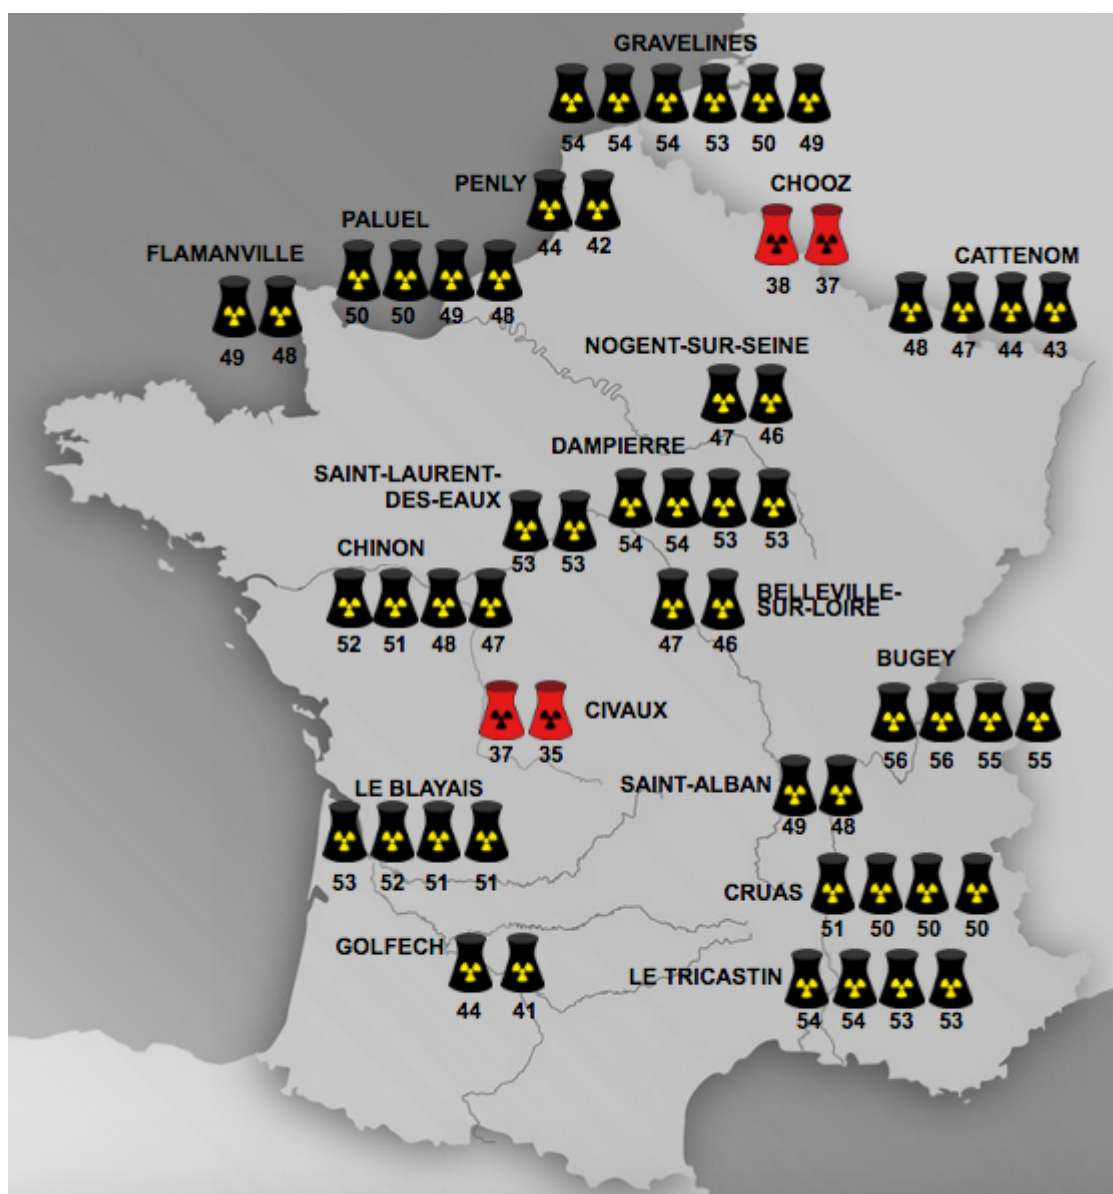 GRAVELINES
54 54 54 53 50 49
PENLY
44 42
CHOOZ
38 37
PALUEL
50 50 49 48
FLAMANVILLE
49 48
CATTENOM
48 47 44 43
NOGENT-SUR-SEINE
47 46
DAMPIERRE
54 54 53 53
SAINT-LAURENT-
DES-EAUX
53 53
CHINON
52 51 48 47
BELLEVILLE-
SUR-LOIRE
47 46
BUGEY
56 56 55 55
CIVAUX
37 35
SAINT-ALBAN
49 48
LE BLAYAIS
53 52 51 51
CRUAS
51 50 50 50
GOLFECH
44 41
LE TRICASTIN
54 54 53 53